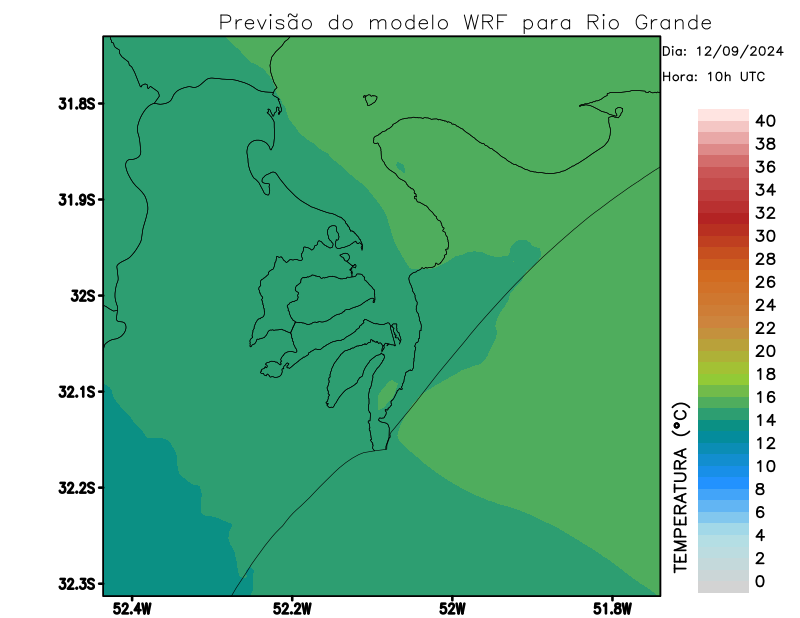 Previsão do modelo WRF para Rio Grande
Dia: 12/09/2024
Hora: 10h UTC
31.8S
31.9S
32S
32.1S
32.2S
32.3S
52.4W
52.2W
52W
51.8W
TEMPERATURA (°C)
40
38
36
34
32
30
28
26
24
22
20
18
16
14
12
10
8
6
4
2
0